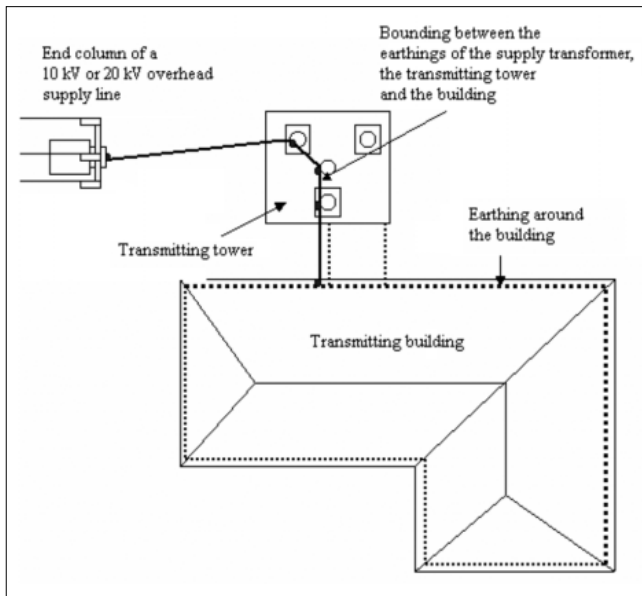 End column of a
10 kV or 20 kV overhead
supply line
Bounding between the
earthings of the supply transformer,
the transmitting tower
and the building
Transmitting tower
Earthing around
the building
Transmitting building